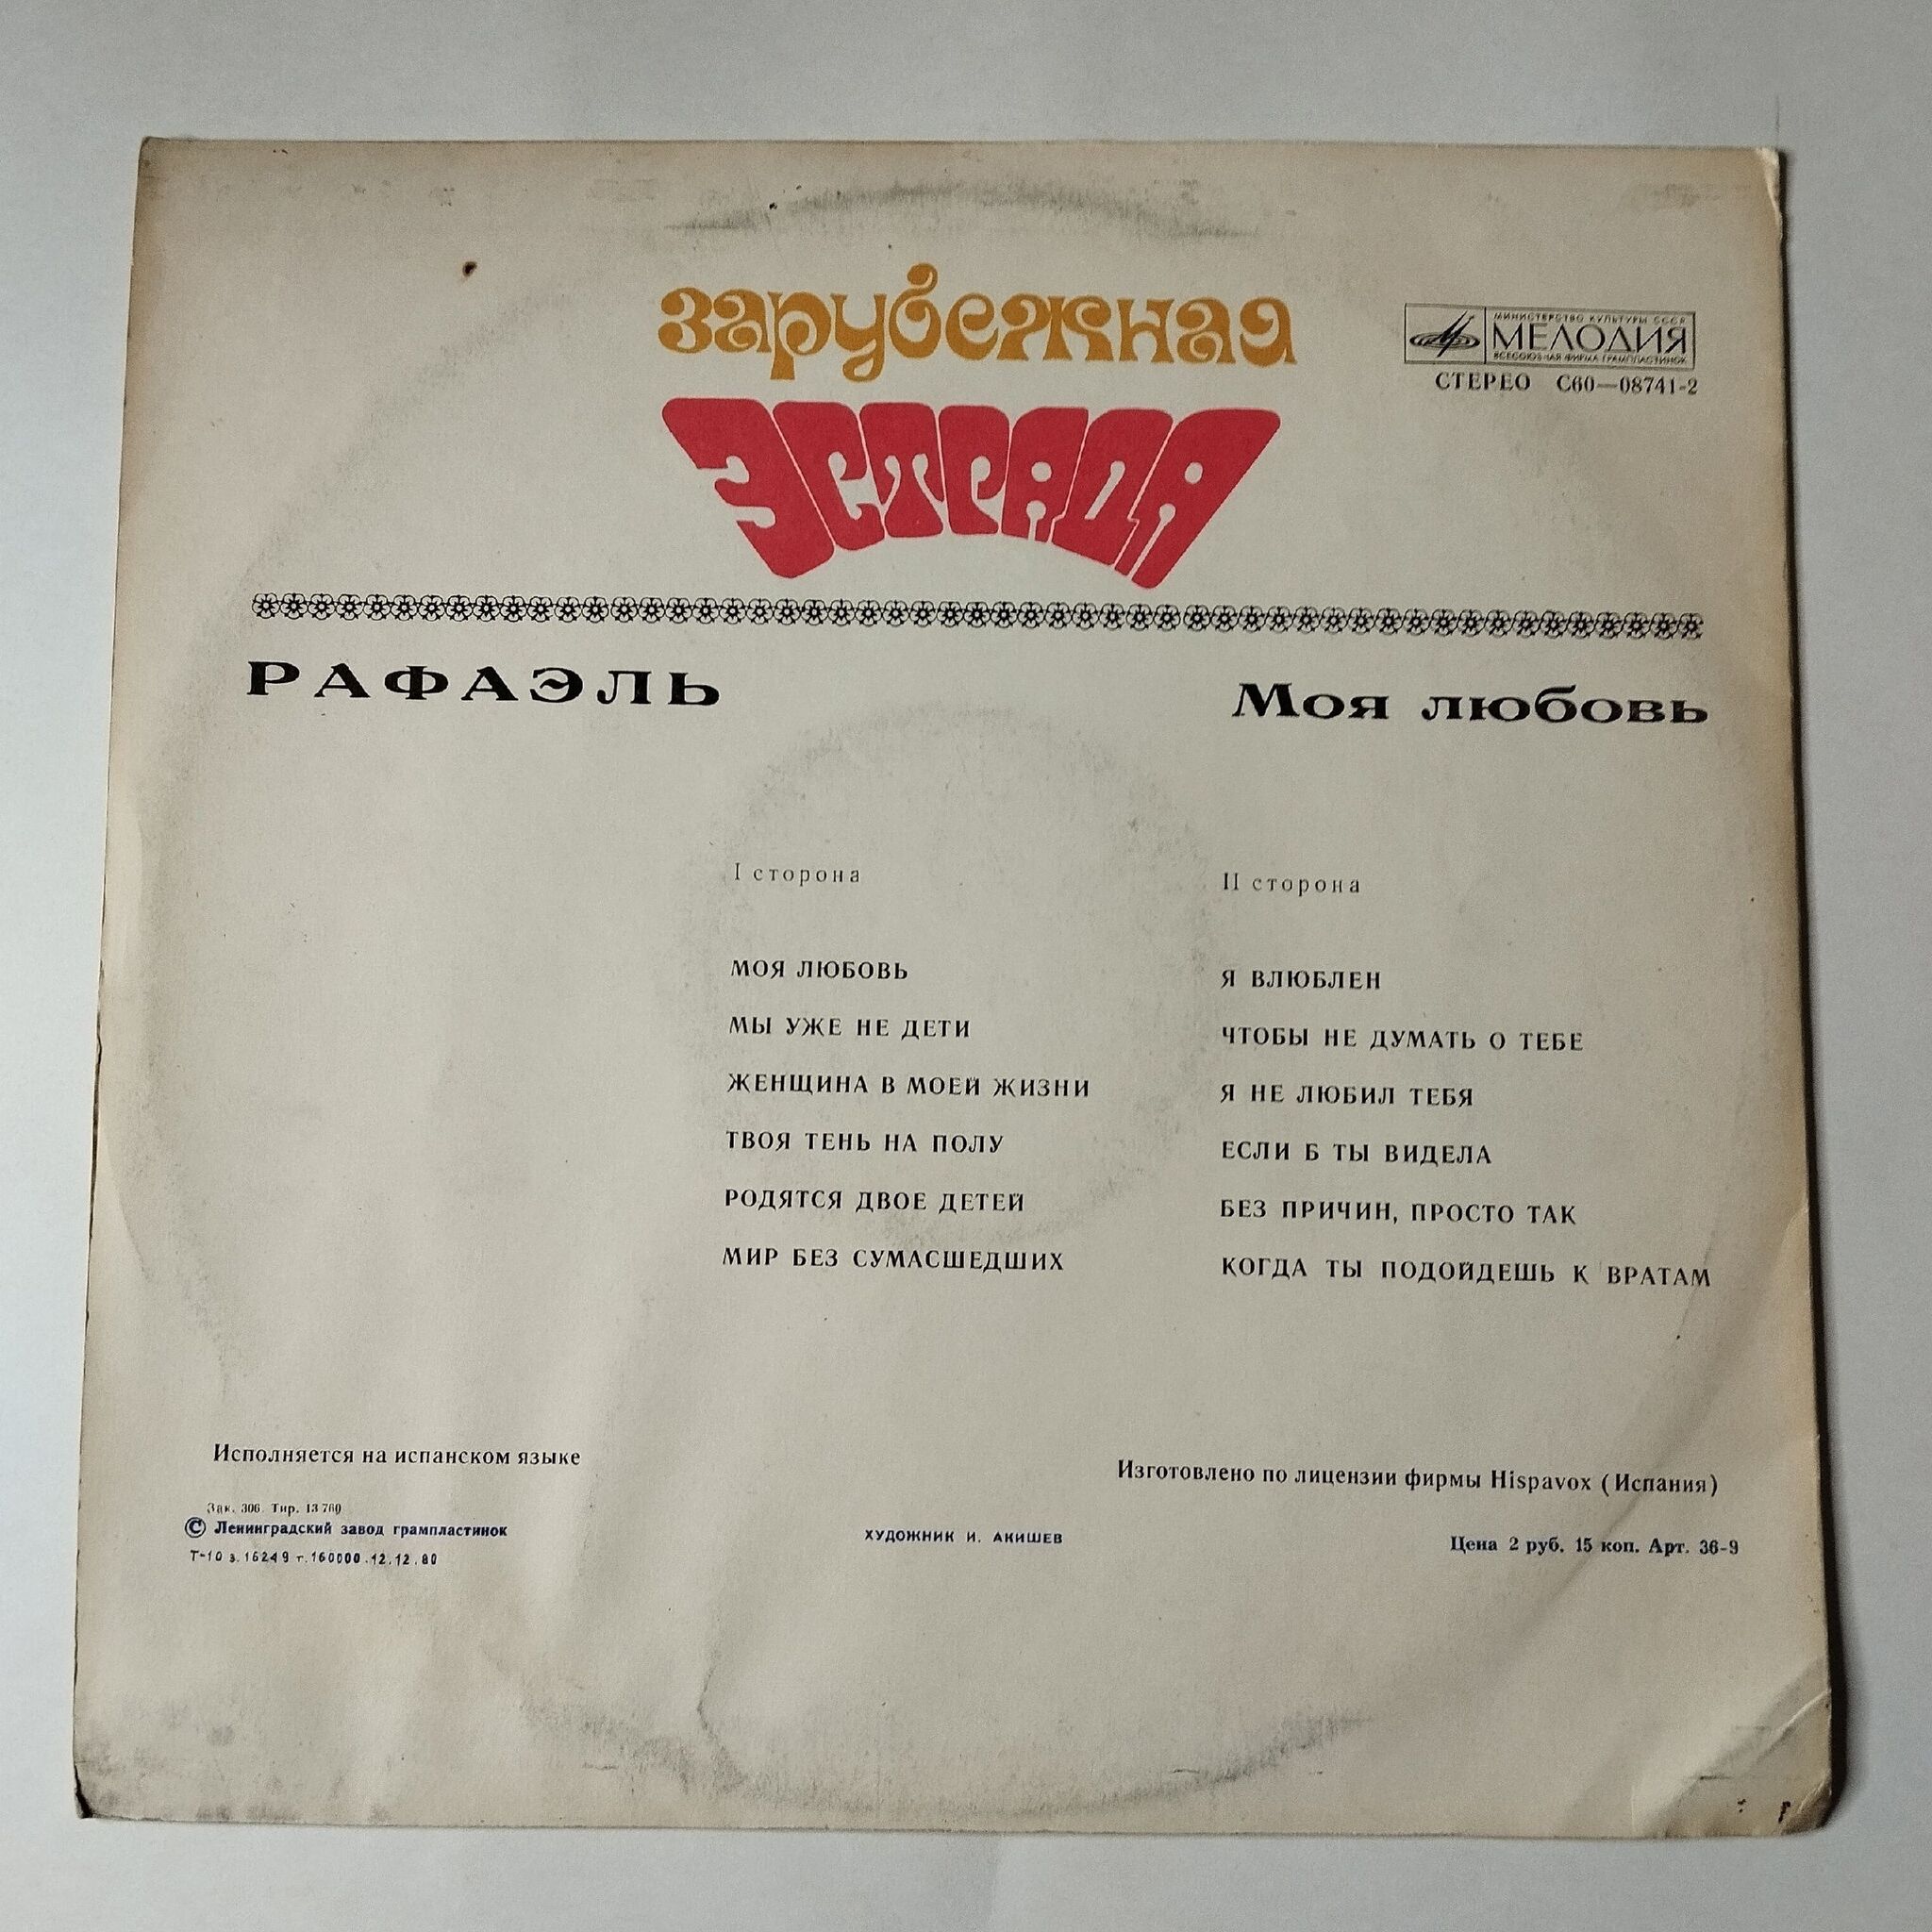 зарубежная
ЭСТРАДА
МИНИСТЕРСТВО КУЛЬТУРЫ СССР
МЕЛОДИЯ
ВСЕСОЮЗНАЯ ФИРМА ГРАМПЛАСТИНОК
СТЕРЕО С60—08741-2
РАФАЭЛЬ
Моя любовь
I сторона
МОЯ ЛЮБОВЬ
МЫ УЖЕ НЕ ДЕТИ
ЖЕНЩИНА В МОЕЙ ЖИЗНИ
ТВОЯ ТЕНЬ НА ПОЛУ
РОДЯТСЯ ДВОЕ ДЕТЕЙ
МИР БЕЗ СУМАСШЕДШИХ
II сторона
Я ВЛЮБЛЕН
ЧТОБЫ НЕ ДУМАТЬ О ТЕБЕ
Я НЕ ЛЮБИЛ ТЕБЯ
ЕСЛИ Б ТЫ ВИДЕЛА
БЕЗ ПРИЧИН, ПРОСТО ТАК
КОГДА ТЫ ПОДОЙДЕШЬ К ВРАТАМ
Исполняется на испанском языке
Изготовлено по лицензии фирмы Hispavox (Испания)
Зак. 306. Тир. 13 760
© Ленинградский завод грампластинок
Т-10 з. 16249 т. 160000. 12.12.80
ХУДОЖНИК И. АКИШЕВ
Цена 2 руб. 15 коп. Арт. 36-9